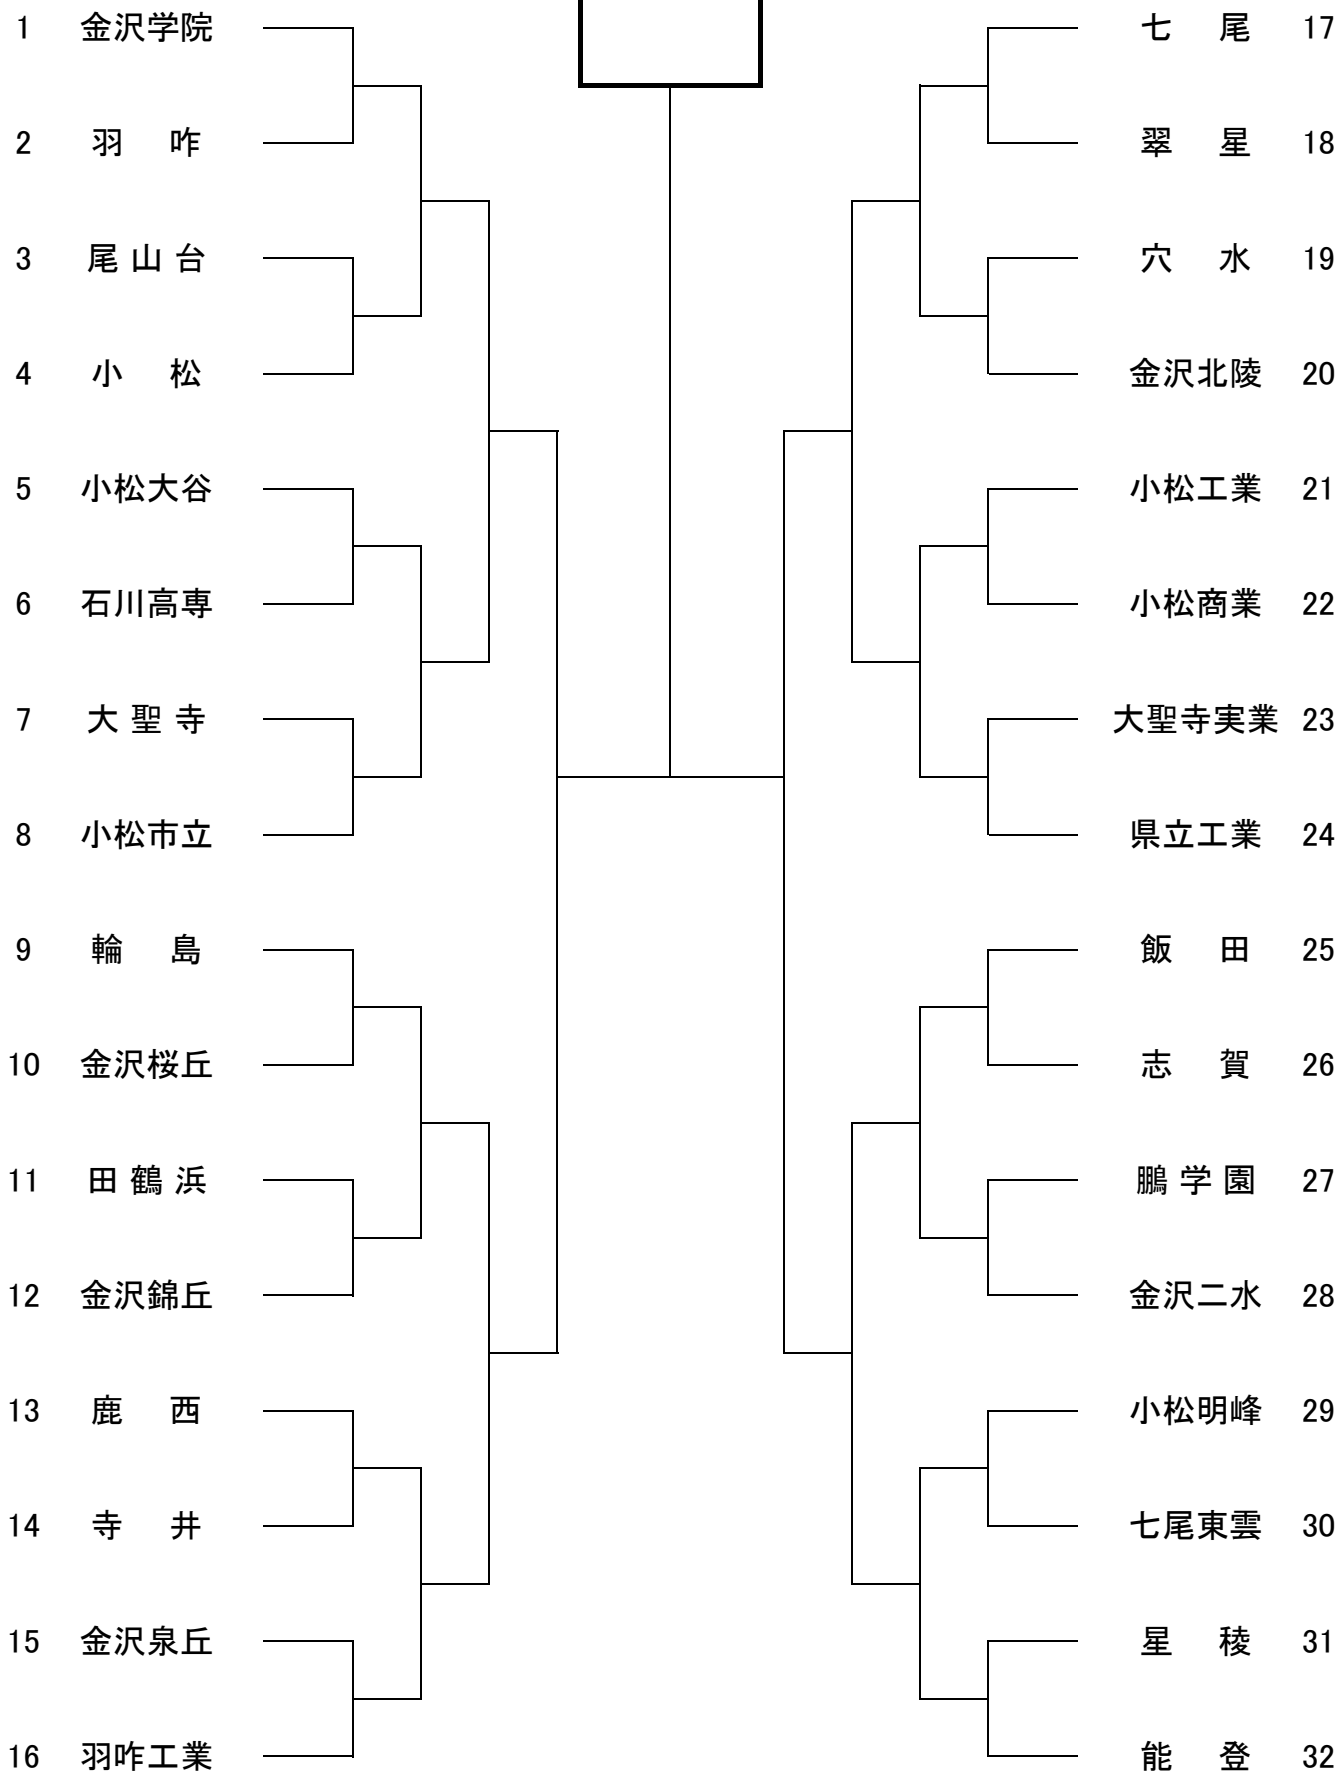 1 金沢学院 七 尾 17
2 羽 咋 翠 星 18
3 尾 山 台 穴 水 19
4 小 松 金沢北陵 20
5 小松大谷 小松工業 21
6 石川高専 小松商業 22
7 大 聖 寺 大聖寺実業 23
8 小松市立 県立工業 24
9 輪 島 飯 田 25
10 金沢桜丘 志 賀 26
11 田 鶴 浜 鵬 学 園 27
12 金沢錦丘 金沢二水 28
13 鹿 西 小松明峰 29
14 寺 井 七尾東雲 30
15 金沢泉丘 星 稜 31
16 羽咋工業 能 登 32